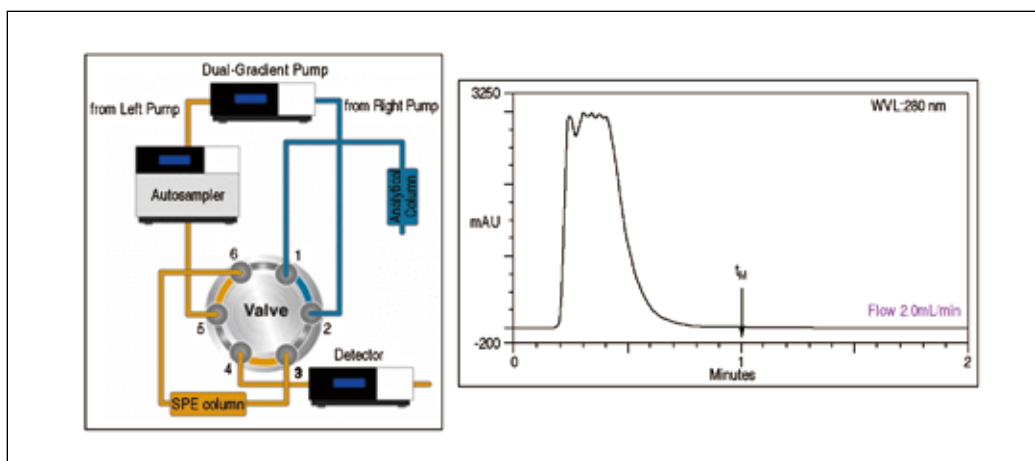 Dual-Gradient Pump
from Left Pump
from Right Pump
Autosampler
Analytical
Column
6
1
Valve
5
2
4
3
Detector
SPE column
3250
WVL:280 nm
mAU
tM
Flow 2.0mL/min
-200
0
1
2
Minutes